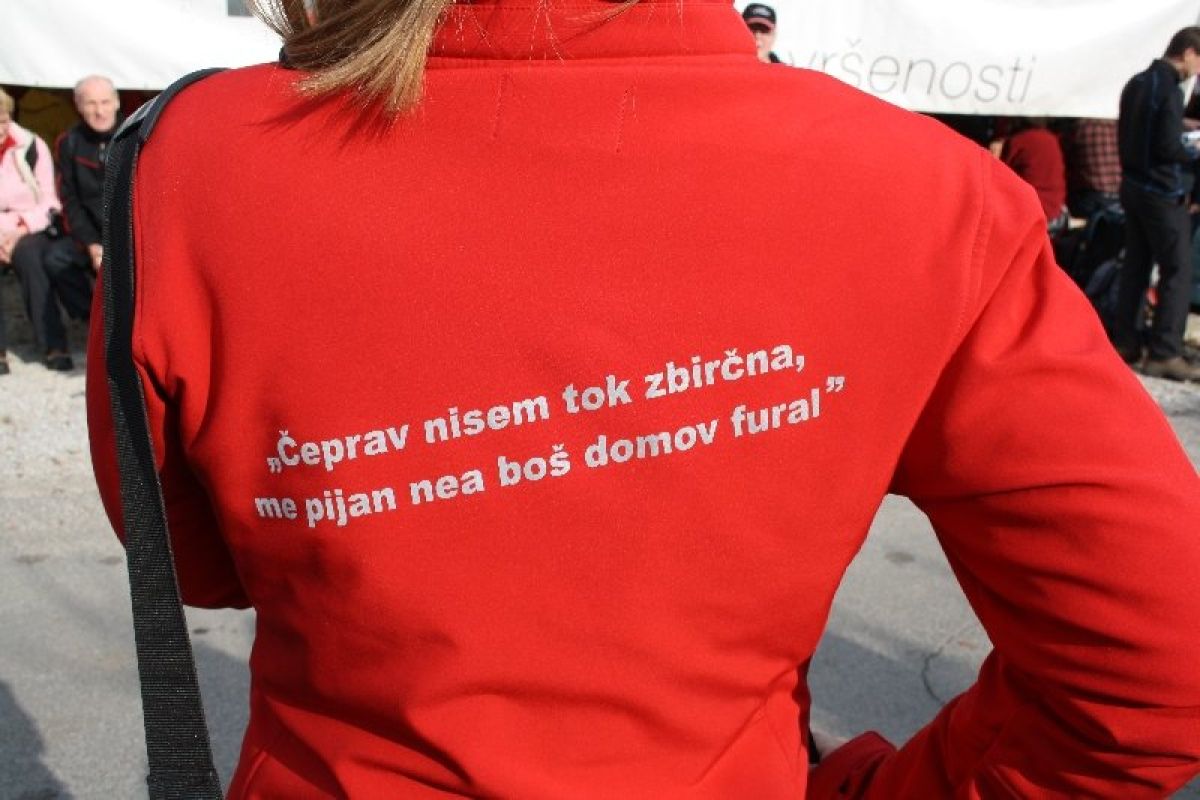 vršenosti
„Čeprav nisem tok zbirčna,
me pijan nea boš domov fural”